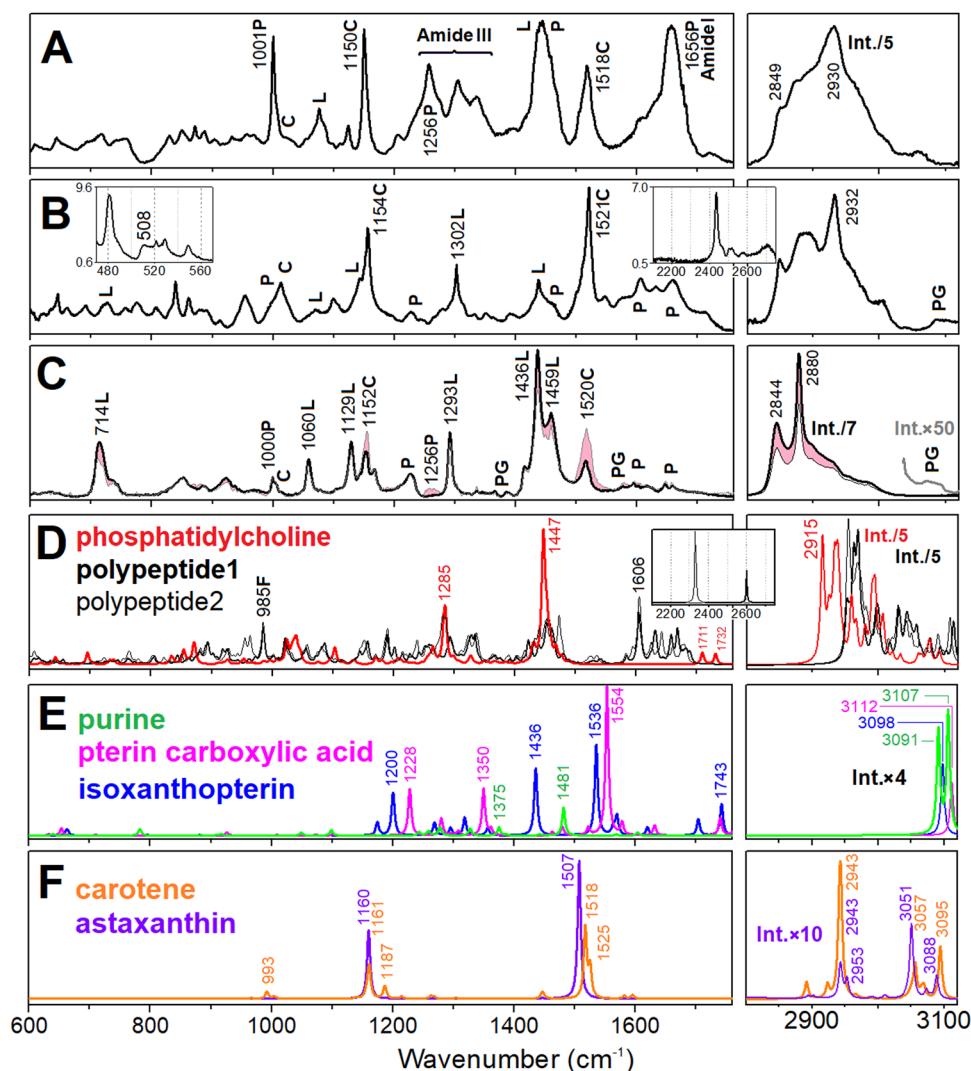 A
1001P
C
L
1150C
Amide III
1256P
L
P
1518C
1656P
Amide I
2849
2930
Int./5
B
9.6
0.6
508
480 520 560
L
P
C
L
L
1154C
P
1302L
L
P
1521C
P
P
7.0
0.5
2200 2400 2600
2932
PG
C
714L
1000P
C
1060L
1129L
1152C
P
1256P
1293L
PG
1436L
1459L
1520C
PG
P
P
2844
2880
Int./7
Int.×50
PG
D
phosphatidylcholine
polypeptide1
polypeptide2
985F
1285
1447
1606
1711
1732
2200 2400 2600
2915
Int./5
Int./5
E
purine
pterin carboxylic acid
isoxanthopterin
1200
1228
1350
1375
1436
1481
1536
1554
1743
3107
3112
3098
3091
Int.×4
F
carotene
astaxanthin
993
1160
1161
1187
1507
1518
1525
Int.×10
2943
2943
2953
3051
3057
3088
3095
600 1000 1200 1400 1600 2900 3100
Wavenumber (cm-1)